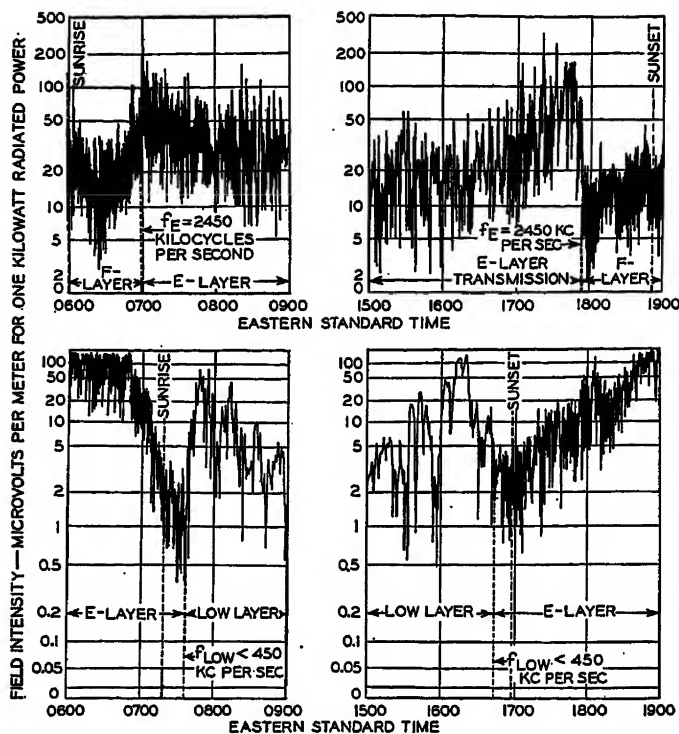 FIELD INTENSITY—MICROVOLTS PER METER FOR ONE KILOWATT RADIATED POWER.
500
200
100
50
20
10
5
2
0
SUNRISE
fE=2450
KILOCYCLES
PER SECOND
F-
LAYER
E-LAYER
0600 0700 0800 0900
500
200
100
50
20
10
5
2
0
SUNSET
fE=2450 KC
PER SEC
E-LAYER
TRANSMISSION
F-
LAYER
1500 1600 1700 1800 1900
EASTERN STANDARD TIME
100
50
20
10
5
2
1
0.5
0.2
0.1
0.05
0
SUNRISE
E-LAYER
LOW LAYER
fLOW < 450
KC PER SEC
0600 0700 0800 0900
100
50
20
10
5
2
1
0.5
0.2
0.1
0.05
0
SUNSET
LOW LAYER
E-LAYER
fLOW < 450
KC PER SEC
1500 1600 1700 1800 1900
EASTERN STANDARD TIME